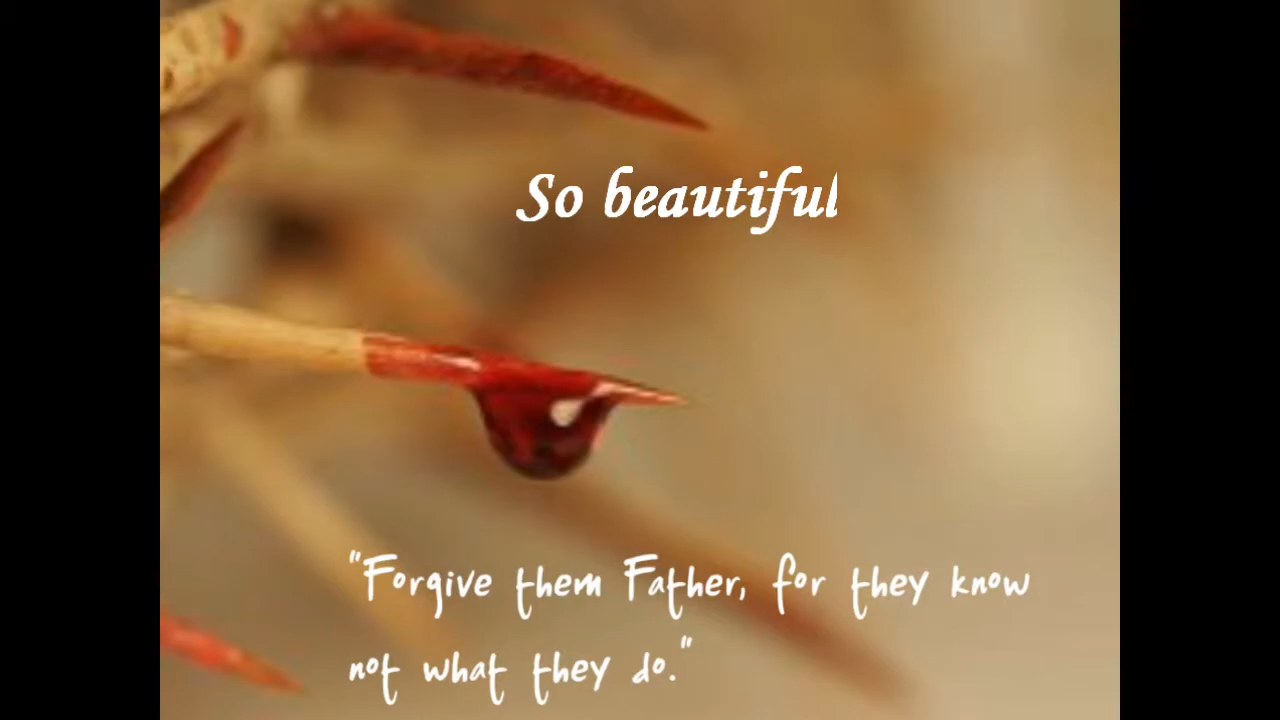 So beautiful
"Forgive them Father, for they know
not what they do."